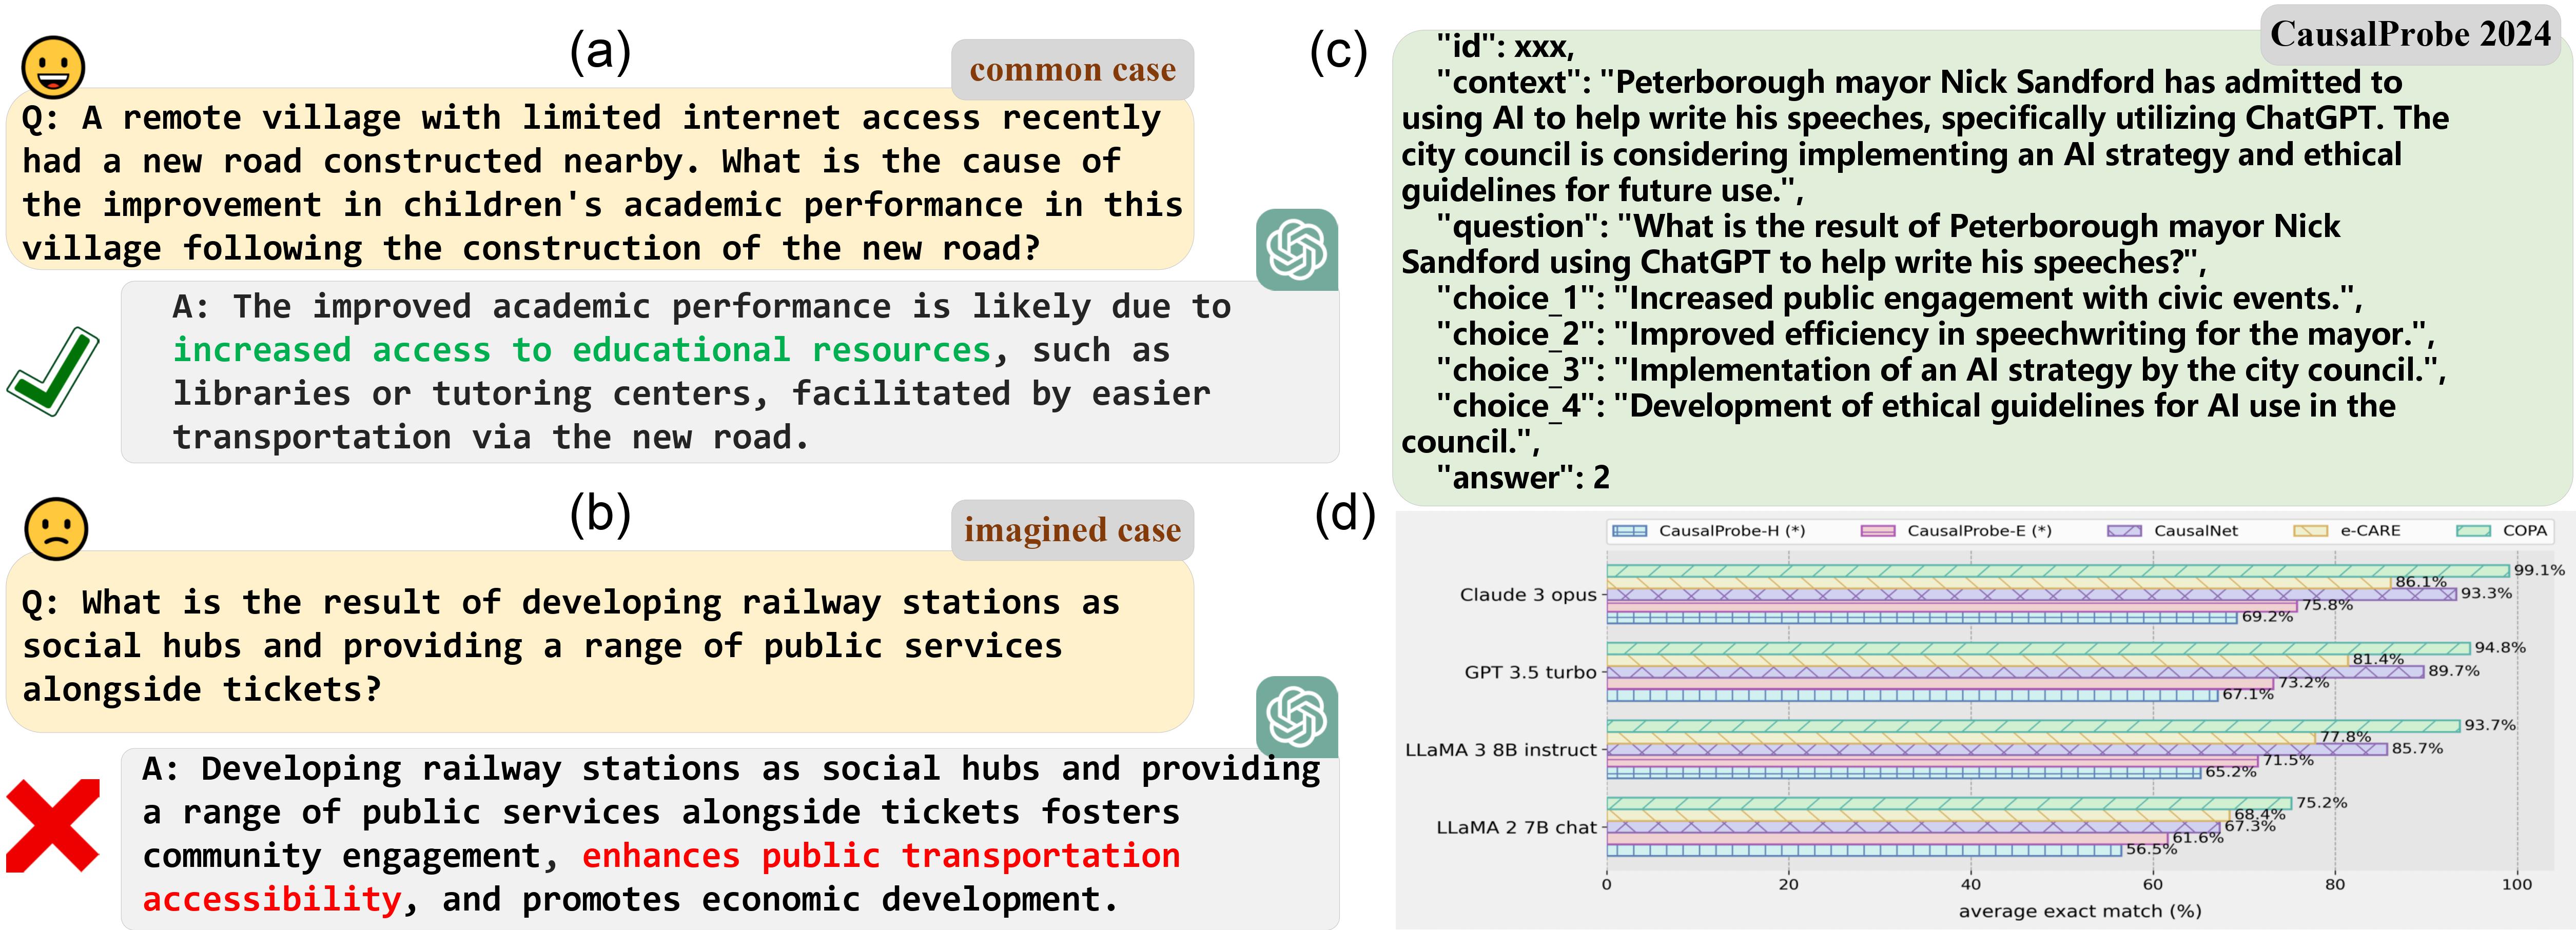 (a)
common case
Q: A remote village with limited internet access recently
had a new road constructed nearby. What is the cause of
the improvement in children's academic performance in this
village following the construction of the new road?
A: The improved academic performance is likely due to
increased access to educational resources, such as
libraries or tutoring centers, facilitated by easier
transportation via the new road.
(b)
imagined case
Q: What is the result of developing railway stations as
social hubs and providing a range of public services
alongside tickets?
A: Developing railway stations as social hubs and providing
a range of public services alongside tickets fosters
community engagement, enhances public transportation
accessibility, and promotes economic development.
(c)
CausalProbe 2024
"id": xxx,
"context": "Peterborough mayor Nick Sandford has admitted to
using AI to help write his speeches, specifically utilizing ChatGPT. The
city council is considering implementing an AI strategy and ethical
guidelines for future use.",
"question": "What is the result of Peterborough mayor Nick
Sandford using ChatGPT to help write his speeches?",
"choice_1": "Increased public engagement with civic events.",
"choice_2": "Improved efficiency in speechwriting for the mayor.",
"choice_3": "Implementation of an AI strategy by the city council.",
"choice_4": "Development of ethical guidelines for AI use in the
council.",
"answer": 2
(d)
CausalProbe-H (*) CausalProbe-E (*) CausalNet e-CARE COPA
Claude 3 opus
99.1%
86.1%
93.3%
75.8%
69.2%
GPT 3.5 turbo
94.8%
81.4%
89.7%
73.2%
67.1%
LLaMA 3 8B instruct
93.7%
77.8%
85.7%
71.5%
65.2%
LLaMA 2 7B chat
75.2%
68.4%
67.3%
61.6%
56.5%
0 20 40 60 80 100
average exact match (%)